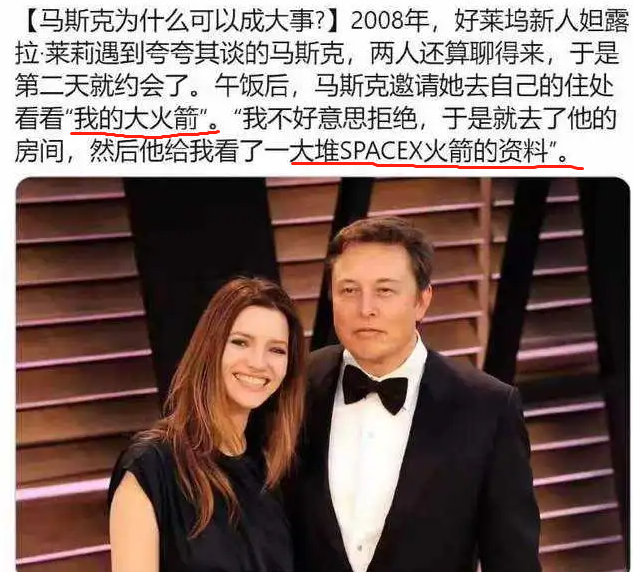 【马斯克为什么可以成大事?】2008年，好莱坞新人妲露
拉·莱莉遇到夸夸其谈的马斯克，两人还算聊得来，于是
第二天就约会了。午饭后，马斯克邀请她去自己的住处
看看“我的大火箭”。“我不好意思拒绝，于是就去了他的
房间，然后他给我看了一大堆SPACEX火箭的资料”。